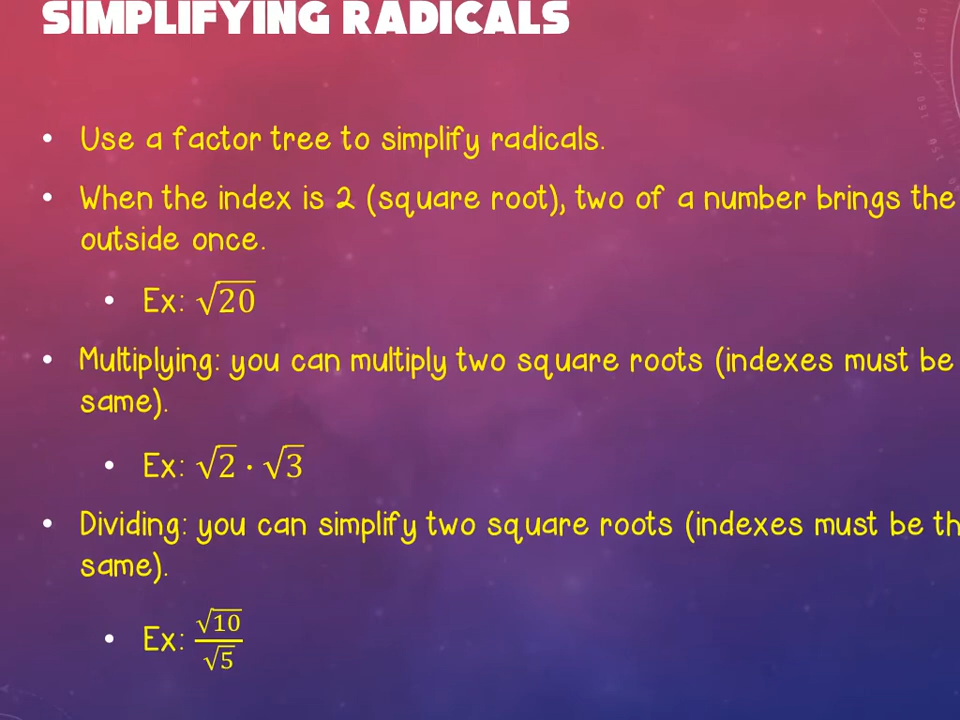 SIMPLIFYING RADICALS
• Use a factor tree to simplify radicals.
• When the index is 2 (square root), two of a number brings the
outside once.
• Ex: √20
• Multiplying: you can multiply two square roots (indexes must be
same).
• Ex: √2 · √3
• Dividing: you can simplify two square roots (indexes must be th
same).
• Ex: √10/√5